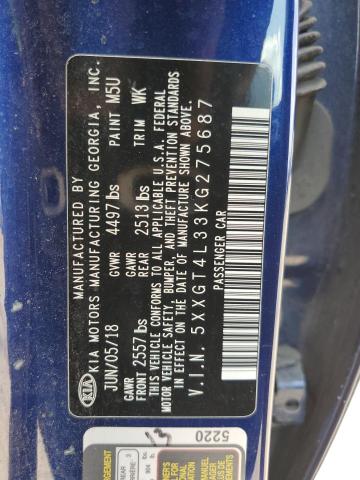 MANUFACTURED BY
KIA MOTORS MANUFACTURING GEORGIA, INC.
KIA
JUN/05/18 4497 lbs PAINT M5U
GVWR
GAWR GAWR
FRONT 2557 lbs REAR 2513 lbs TRIM WK
THIS VEHICLE CONFORMS TO ALL APPLICABLE U.S.A. FEDERAL
MOTOR VEHICLE SAFETY, BUMPER, AND THEFT PREVENTION STANDARDS
IN EFFECT ON THE DATE OF MANUFACTURE SHOWN ABOVE.
V.I.N. 5XXGT4L33KG275687
PASSENGER CAR
5220
REAR
MANUEL